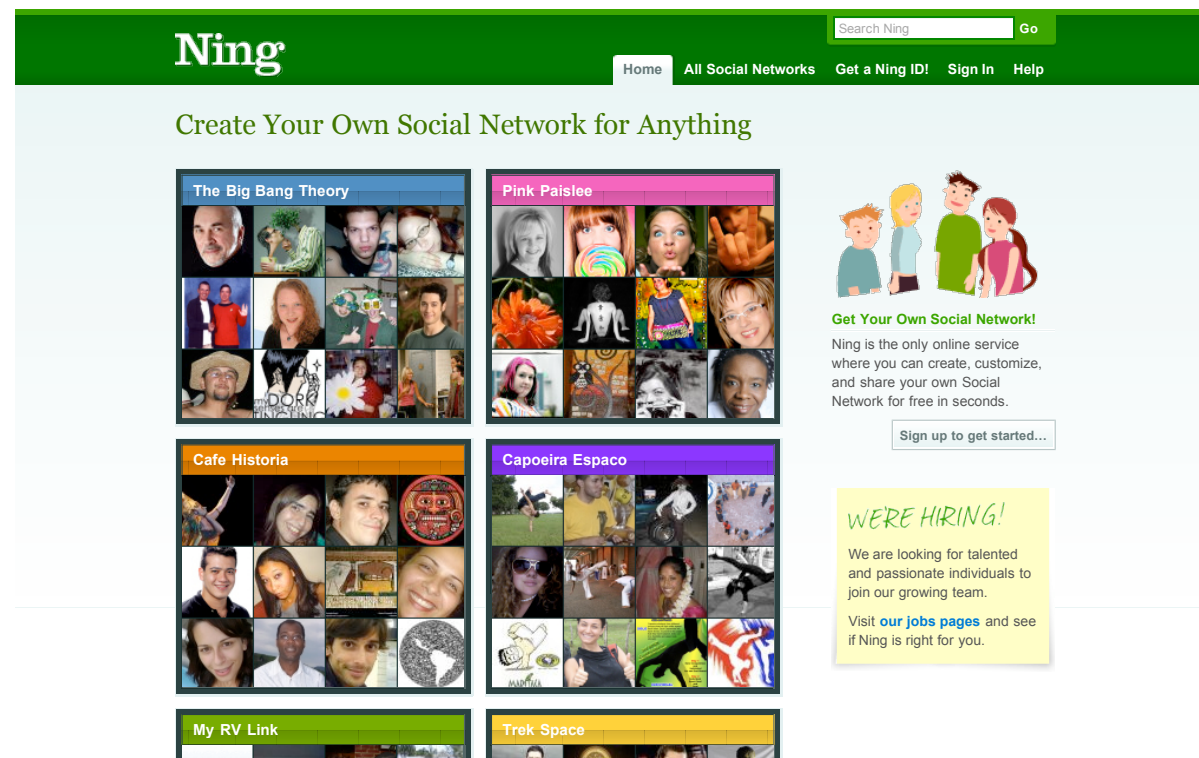 Ning
Search Ning
Go
Home
All Social Networks
Get a Ning ID!
Sign In
Help
Create Your Own Social Network for Anything
The Big Bang Theory
DORK
Pink Paislee
Get Your Own Social Network!
Ning is the only online service
where you can create, customize,
and share your own Social
Network for free in seconds.
Sign up to get started...
Cafe Historia
Capoeira Espaco
WE'RE HIRING!
We are looking for talented
and passionate individuals to
join our growing team.
Visit our jobs pages and see
if Ning is right for you.
My RV Link
Trek Space